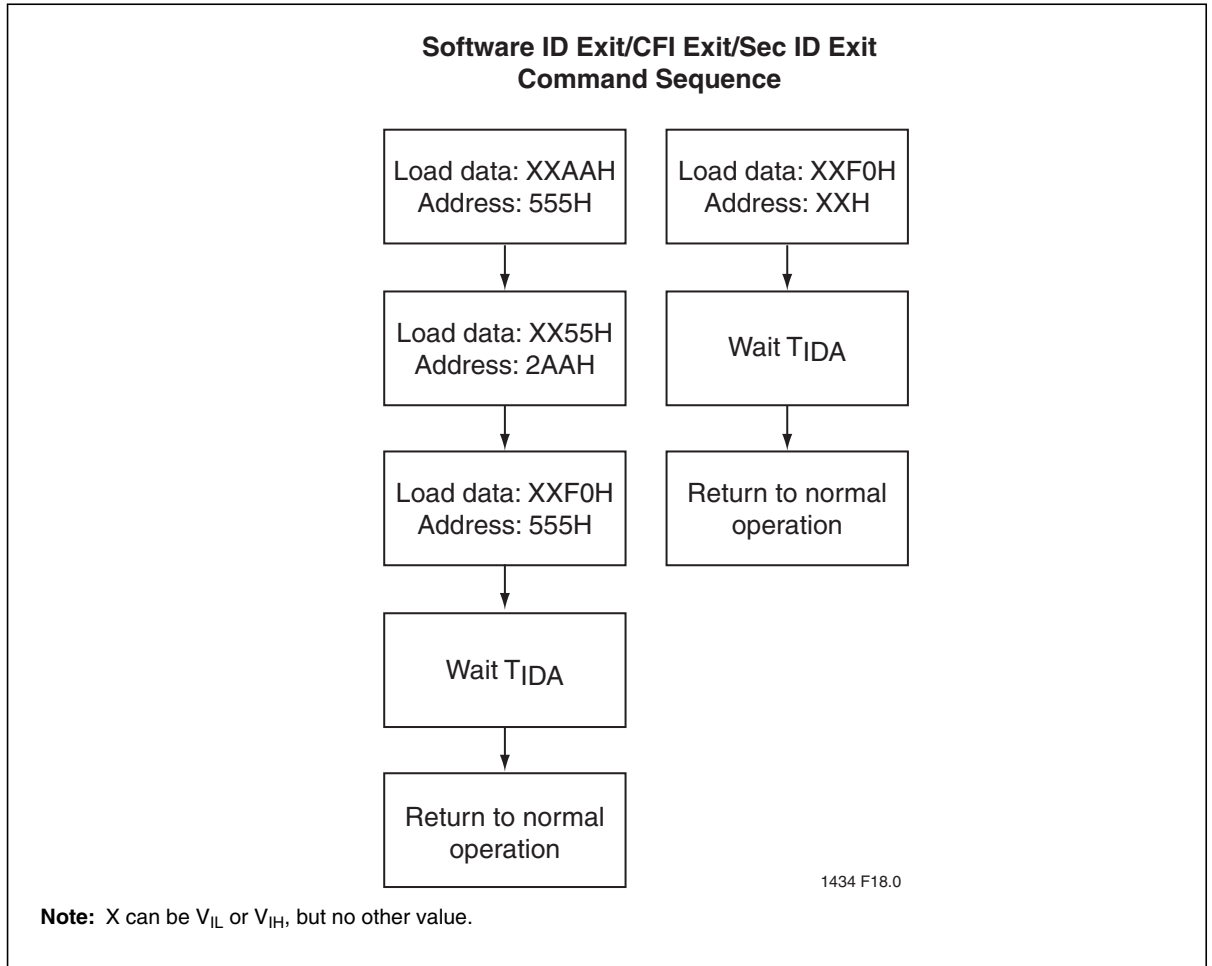 Software ID Exit/CFI Exit/Sec ID Exit
Command Sequence
Load data: XXAAH
Address: 555H
Load data: XX55H
Address: 2AAH
Load data: XXF0H
Address: 555H
Wait TIDA
Return to normal
operation
Load data: XXF0H
Address: XXH
Wait TIDA
Return to normal
operation
1434 F18.0
Note: X can be VIL or VIH, but no other value.